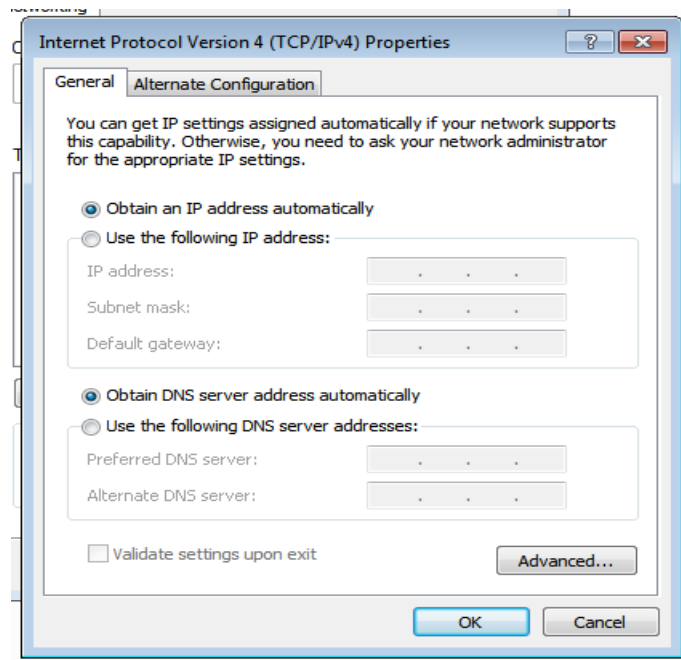 Internet Protocol Version 4 (TCP/IPv4) Properties
General
Alternate Configuration
You can get IP settings assigned automatically if your network supports
this capability. Otherwise, you need to ask your network administrator
for the appropriate IP settings.
Obtain an IP address automatically
Use the following IP address:
IP address:
Subnet mask:
Default gateway:
Obtain DNS server address automatically
Use the following DNS server addresses:
Preferred DNS server:
Alternate DNS server:
Validate settings upon exit
Advanced...
OK
Cancel